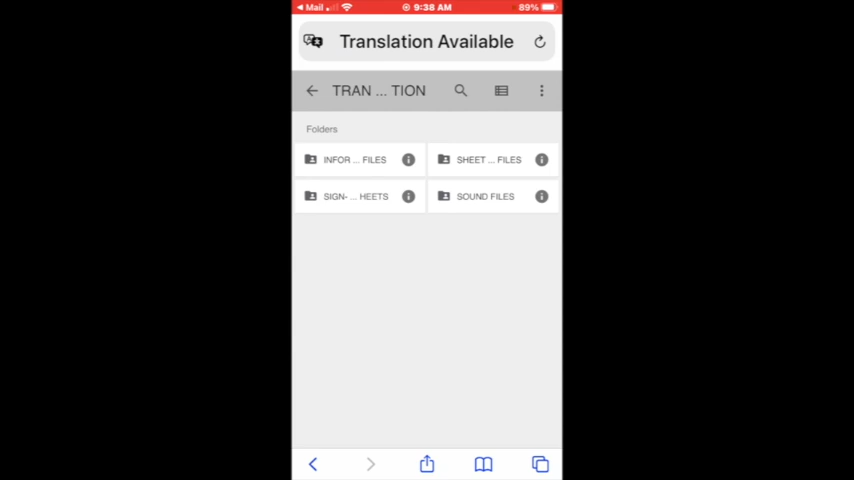 Mail 9:38 AM 89%
Translation Available
TRAN ... TION
Folders
INFOR ... FILES SHEET ... FILES
SIGN- ... HEETS SOUND FILES